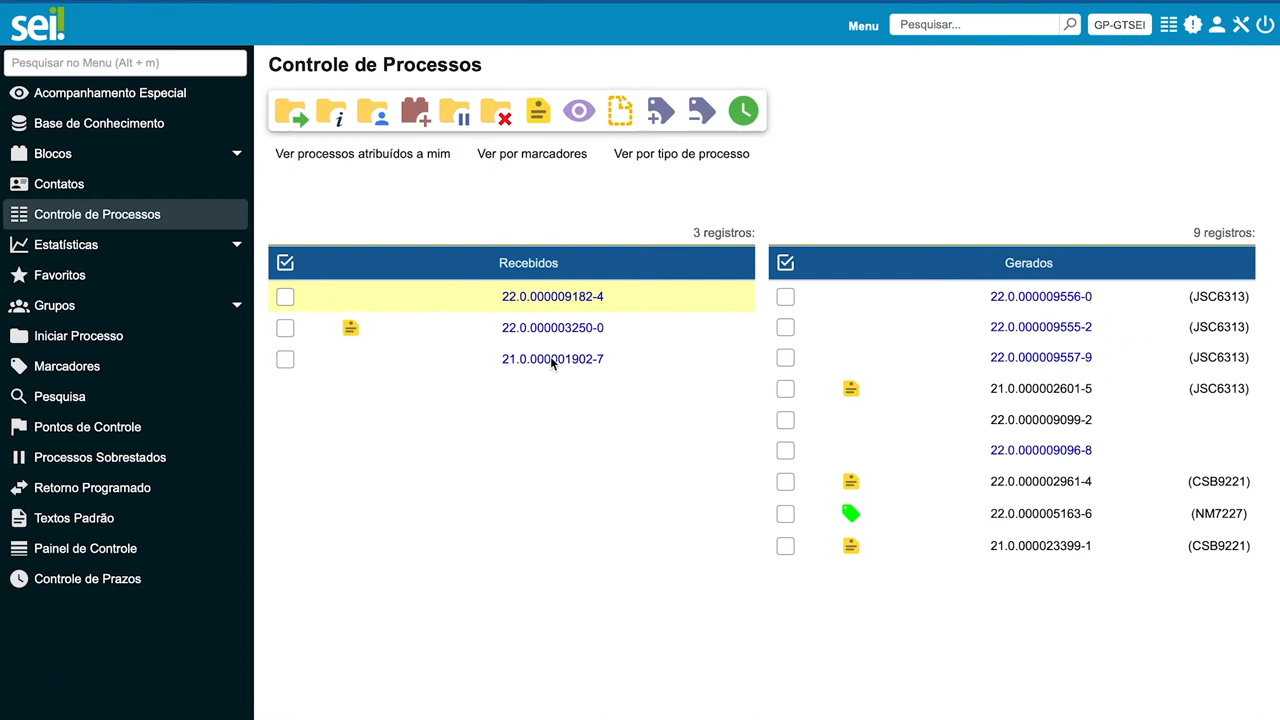 sei!
Menu
Pesquisar...
GP-GTSEI
Pesquisar no Menu (Alt + m)
Acompanhamento Especial
Base de Conhecimento
Blocos
Contatos
Controle de Processos
Estatísticas
Favoritos
Grupos
Iniciar Processo
Marcadores
Pesquisa
Pontos de Controle
Processos Sobrestados
Retorno Programado
Textos Padrão
Painel de Controle
Controle de Prazos
Controle de Processos
Ver processos atribuídos a mim Ver por marcadores Ver por tipo de processo
3 registros:
Recebidos
22.0.000009182-4
22.0.000003250-0
21.0.000001902-7
9 registros:
Gerados
22.0.000009556-0 (JSC6313)
22.0.000009555-2 (JSC6313)
22.0.000009557-9 (JSC6313)
21.0.000002601-5 (JSC6313)
22.0.000009099-2
22.0.000009096-8
22.0.000002961-4 (CSB9221)
22.0.000005163-6 (NM7227)
21.0.000023399-1 (CSB9221)